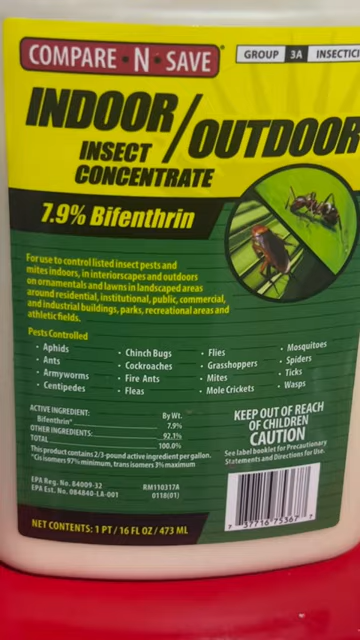 COMPARE·N·SAVE®
GROUP 3A INSECTICI
INDOOR/OUTDOOR
INSECT
CONCENTRATE
7.9% Bifenthrin
For use to control listed insect pests and
mites indoors, in interiorscapes and outdoors
on ornamentals and lawns in landscaped areas
around residential, institutional, public, commercial,
and industrial buildings, parks, recreational areas and
athletic fields.
Pests Controlled
• Aphids
• Ants
• Armyworms
• Centipedes
• Chinch Bugs
• Cockroaches
• Fire Ants
• Fleas
• Flies
• Grasshoppers
• Mites
• Mole Crickets
• Mosquitoes
• Spiders
• Ticks
• Wasps
ACTIVE INGREDIENT: By Wt.
Bifenthrin* 7.9%
OTHER INGREDIENTS: 92.1%
TOTAL 100.0%
This product contains 2/3-pound active ingredient per gallon.
*Cis isomers 97% minimum, trans isomers 3% maximum
KEEP OUT OF REACH
OF CHILDREN
CAUTION
See label booklet for Precautionary
Statements and Directions for Use.
EPA Reg. No. 84009-32 RM110317A
EPA Est. No. 084840-LA-001 0118(01)
NET CONTENTS: 1 PT / 16 FL OZ / 473 ML
7 37716 75367 7